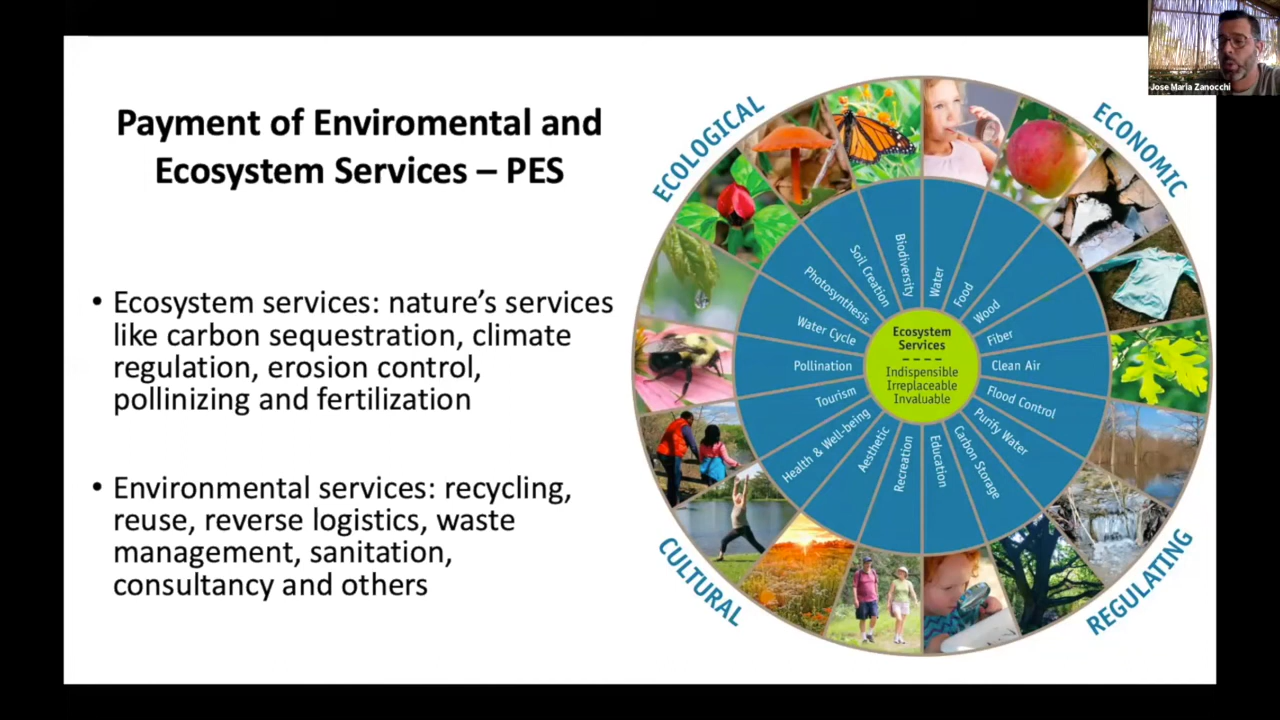 Jose Maria Zanocchi
Payment of Enviromental and
Ecosystem Services – PES
• Ecosystem services: nature’s services
like carbon sequestration, climate
regulation, erosion control,
pollinizing and fertilization
• Environmental services: recycling,
reuse, reverse logistics, waste
management, sanitation,
consultancy and others
ECOLOGICAL
ECONOMIC
REGULATING
CULTURAL
Ecosystem
Services
Indispensible
Irreplaceable
Invaluable
Water
Food
Wood
Fiber
Clean Air
Flood Control
Purify Water
Carbon Storage
Education
Recreation
Aesthetic
Health & Well-being
Tourism
Pollination
Water Cycle
Photosynthesis
Soil Creation
Biodiversity